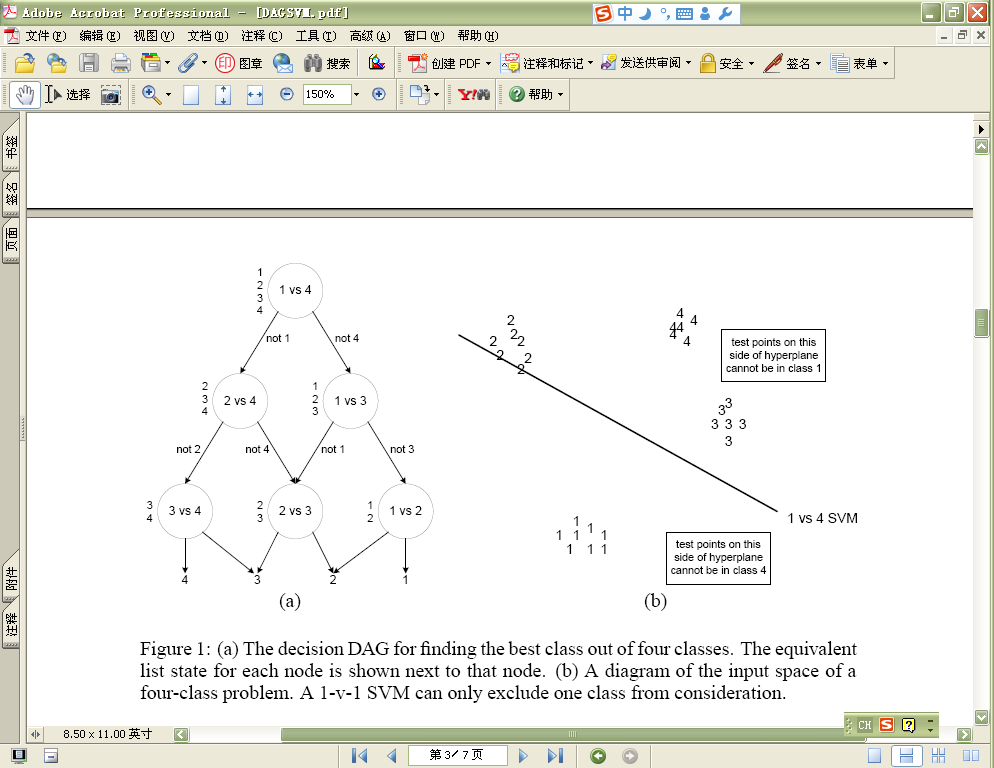 Adobe Acrobat Professional - [DAGSVM.pdf]
S 中
文件(F) 编辑(E) 视图(V) 文档(D) 注释(C) 工具(T) 高级(A) 窗口(W) 帮助(H)
图章 搜索 创建 PDF 注释和标记 发送供审阅 安全 签名 表单
选择 150% Y! 帮助
书签
签名
页面
附件
注释
1
2
3
4
1 vs 4
not 1 not 4
2
3
4
2 vs 4
1
2
3
1 vs 3
not 2 not 4 not 1 not 3
3
4
3 vs 4
2
3
2 vs 3
1
2
1 vs 2
4 3 2 1
(a)
2
2 2 2
2 2
2
4
4 4 4
4 4
test points on this
side of hyperplane
cannot be in class 1
3
3
3 3 3
3
1 vs 4 SVM
1
1
1 1 1
1 1 1
test points on this
side of hyperplane
cannot be in class 4
(b)
Figure 1: (a) The decision DAG for finding the best class out of four classes. The equivalent
list state for each node is shown next to that node. (b) A diagram of the input space of a
four-class problem. A 1-v-1 SVM can only exclude one class from consideration.
8.50 x 11.00 英寸
CH S ?
第 3/ 7 页